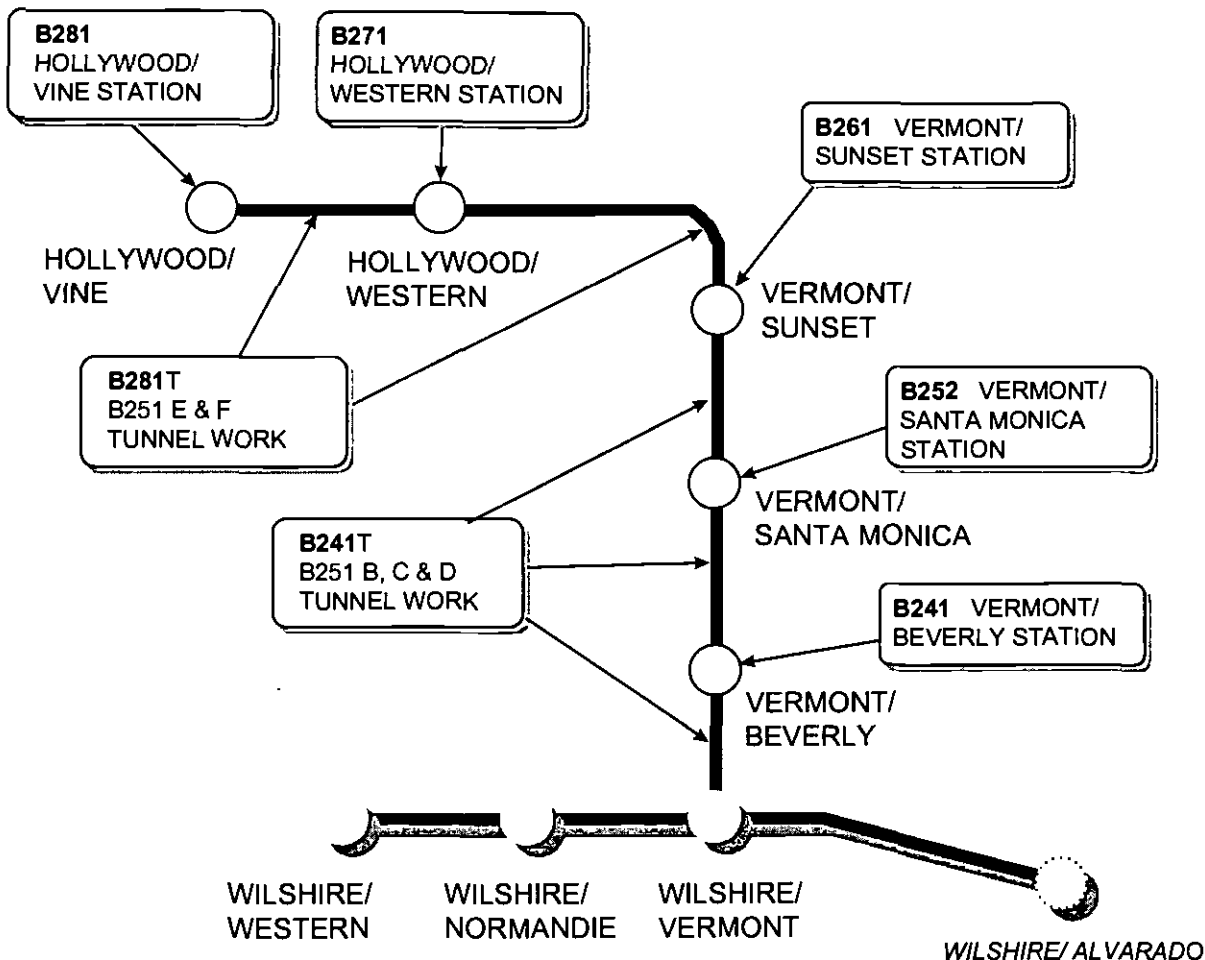 B281
HOLLYWOOD/
VINE STATION
B271
HOLLYWOOD/
WESTERN STATION
B261 VERMONT/
SUNSET STATION
HOLLYWOOD/
VINE
HOLLYWOOD/
WESTERN
VERMONT/
SUNSET
B281T
B251 E & F
TUNNEL WORK
B252 VERMONT/
SANTA MONICA
STATION
VERMONT/
SANTA MONICA
B241T
B251 B, C & D
TUNNEL WORK
B241 VERMONT/
BEVERLY STATION
VERMONT/
BEVERLY
WILSHIRE/
WESTERN
WILSHIRE/
NORMANDIE
WILSHIRE/
VERMONT
WILSHIRE/ ALVARADO